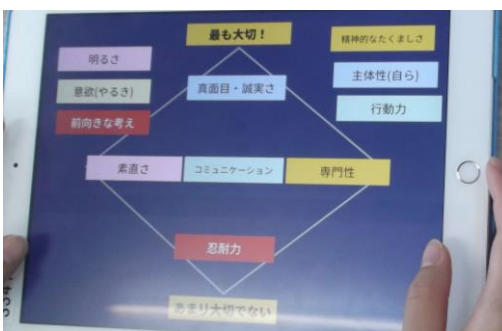 最も大切！
精神的なたくましさ
明るさ
主体性(自ら)
意欲(やるき)
真面目・誠実さ
行動力
前向きな考え
素直さ
コミュニケーション
専門性
忍耐力
あまり大切でない